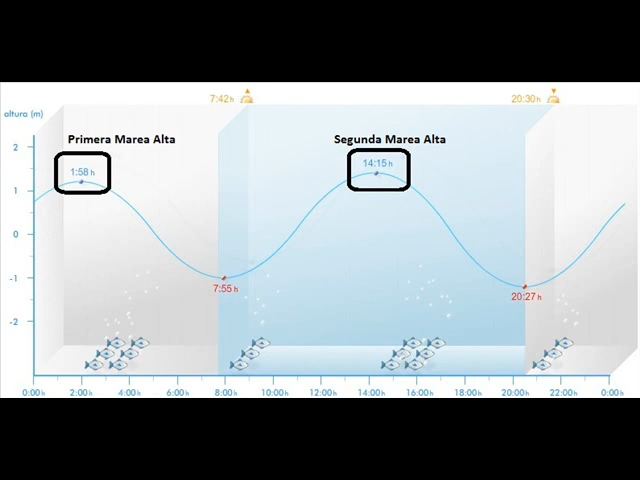 7:42 h
20:30 h
altura (m)
Primera Marea Alta
Segunda Marea Alta
2
1:58 h
14:15 h
1
0
-1
7:55 h
20:27 h
-2
0:00h 2:00h 4:00h 6:00h 8:00h 10:00h 12:00h 14:00h 16:00h 18:00h 20:00h 22:00h 0:00h